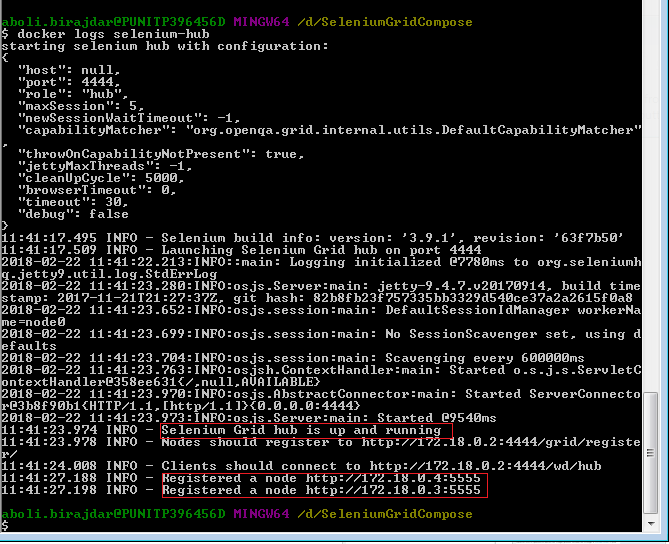 aboli.birajdar@PUNITP396456D MINGW64 /d/SeleniumGridCompose
$ docker logs selenium-hub
starting selenium hub with configuration:
{
  "host": null,
  "port": 4444,
  "role": "hub",
  "maxSession": 5,
  "newSessionWaitTimeout": -1,
  "capabilityMatcher": "org.openqa.grid.internal.utils.DefaultCapabilityMatcher"
,
  "throwOnCapabilityNotPresent": true,
  "jettyMaxThreads": -1,
  "cleanUpCycle": 5000,
  "browserTimeout": 0,
  "timeout": 30,
  "debug": false
}
11:41:17.495 INFO - Selenium build info: version: '3.9.1', revision: '63f7b50'
11:41:17.509 INFO - Launching Selenium Grid hub on port 4444
2018-02-22 11:41:22.213:INFO::main: Logging initialized @7780ms to org.seleniumh
q.jetty9.util.log.StdErrLog
2018-02-22 11:41:23.280:INFO:osjs.Server:main: jetty-9.4.7.v20170914, build time
stamp: 2017-11-21T21:27:37Z, git hash: 82b8fb23f757335bb3329d540ce37a2a2615f0a8
2018-02-22 11:41:23.652:INFO:osjs.session:main: DefaultSessionIdManager workerNa
me=node0
2018-02-22 11:41:23.699:INFO:osjs.session:main: No SessionScavenger set, using d
efaults
2018-02-22 11:41:23.704:INFO:osjs.session:main: Scavenging every 600000ms
2018-02-22 11:41:23.763:INFO:osjsh.ContextHandler:main: Started o.s.j.s.ServletC
ontextHandler@358ee631{/,null,AVAILABLE}
2018-02-22 11:41:23.970:INFO:osjs.AbstractConnector:main: Started ServerConnecto
r@3b8f90b1{HTTP/1.1,[http/1.1]}{0.0.0.0:4444}
2018-02-22 11:41:23.973:INFO:osjs.Server:main: Started @9540ms
11:41:23.974 INFO - Selenium Grid hub is up and running
11:41:23.978 INFO - Nodes should register to http://172.18.0.2:4444/grid/registe
r/
11:41:24.008 INFO - Clients should connect to http://172.18.0.2:4444/wd/hub
11:41:27.188 INFO - Registered a node http://172.18.0.4:5555
11:41:27.198 INFO - Registered a node http://172.18.0.3:5555
aboli.birajdar@PUNITP396456D MINGW64 /d/SeleniumGridCompose
$